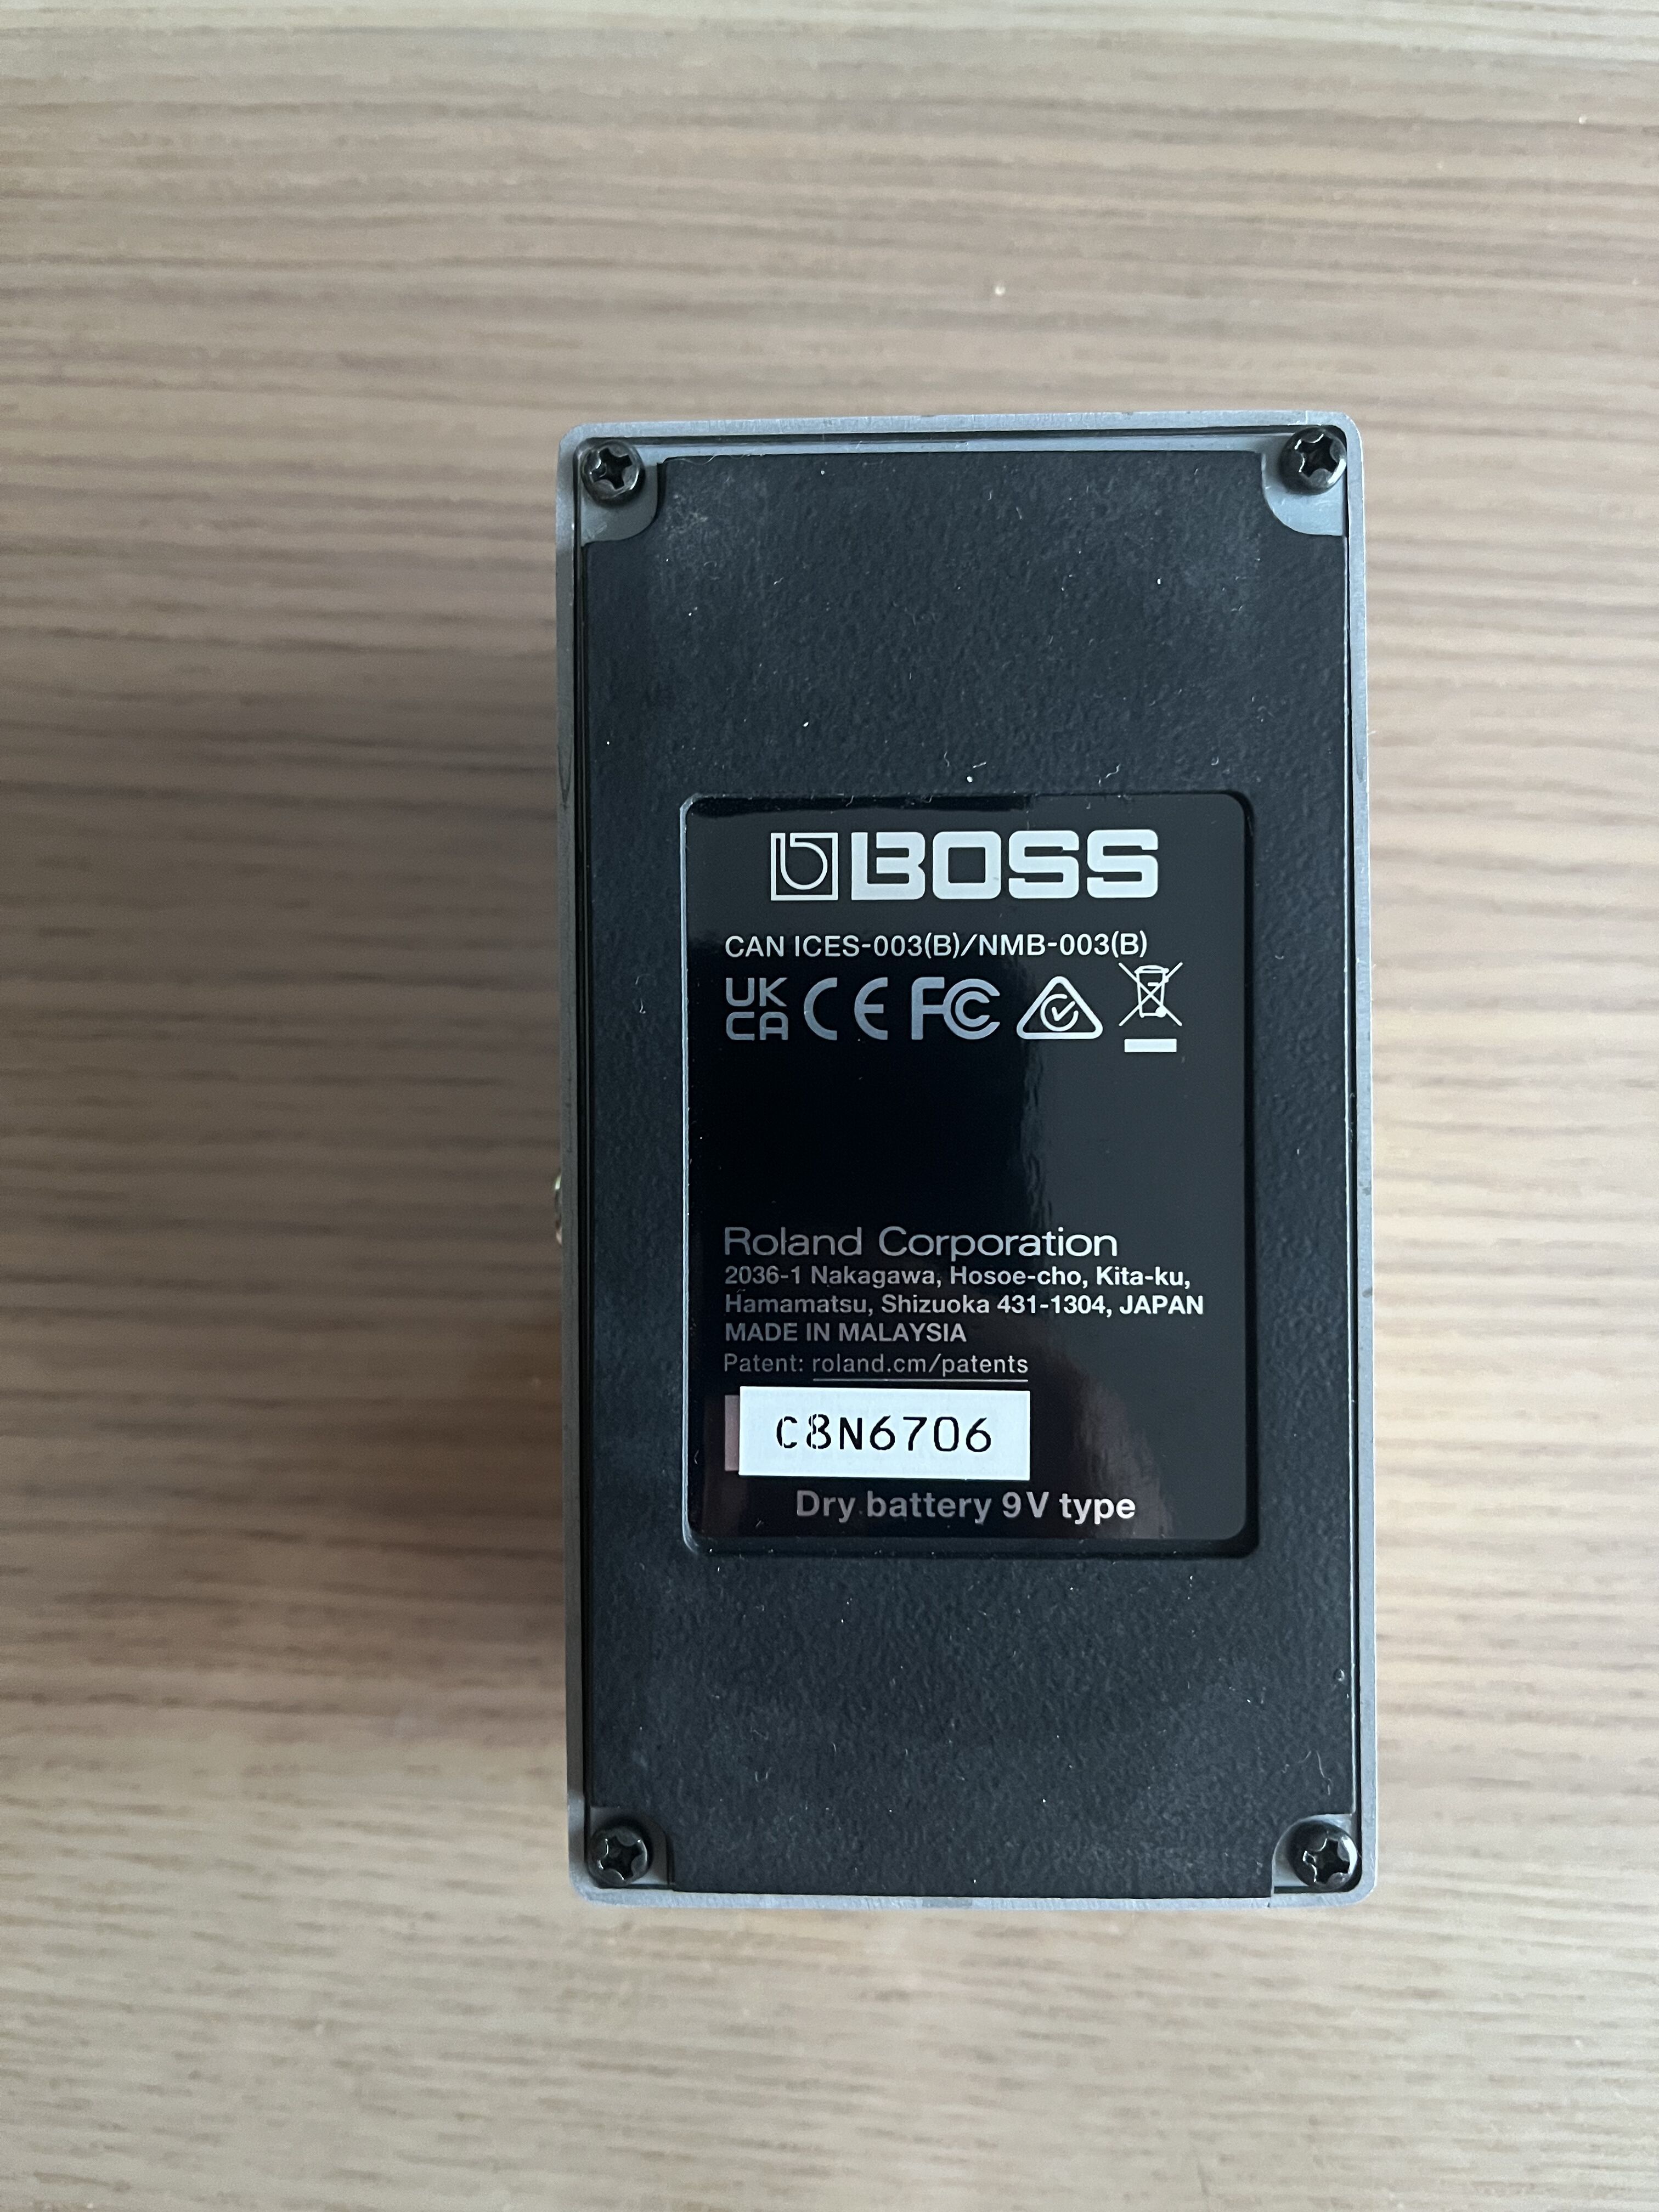 BOSS
CAN ICES-003(B)/NMB-003(B)
UK CA CE FC
Roland Corporation
2036-1 Nakagawa, Hosoe-cho, Kita-ku,
Hamamatsu, Shizuoka 431-1304, JAPAN
MADE IN MALAYSIA
Patent: roland.cm/patents
C8N6706
Dry battery 9V type